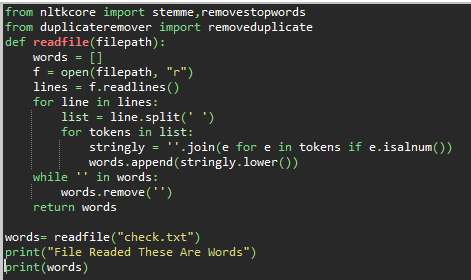 from nltkcore import stemme,removestopwords
from duplicateremover import removeduplicate
def readfile(filepath):
    words = []
    f = open(filepath, "r")
    lines = f.readlines()
    for line in lines:
        list = line.split(' ')
        for tokens in list:
            stringly = ''.join(e for e in tokens if e.isalnum())
            words.append(stringly.lower())
    while '' in words:
        words.remove('')
    return words

words= readfile("check.txt")
print("File Readed These Are Words")
print(words)